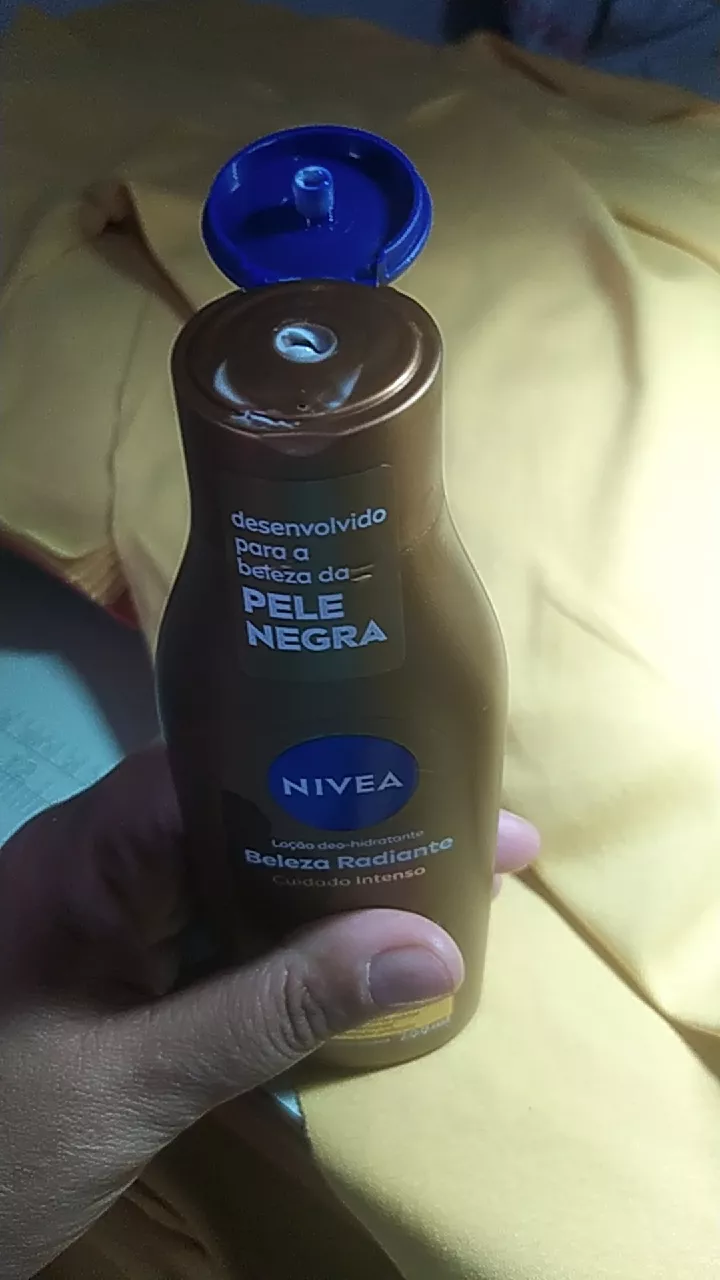 desenvolvido
para a
beleza da
PELE
NEGRA
NIVEA
Loção deo-hidratante
Beleza Radiante
Cuidado Intenso